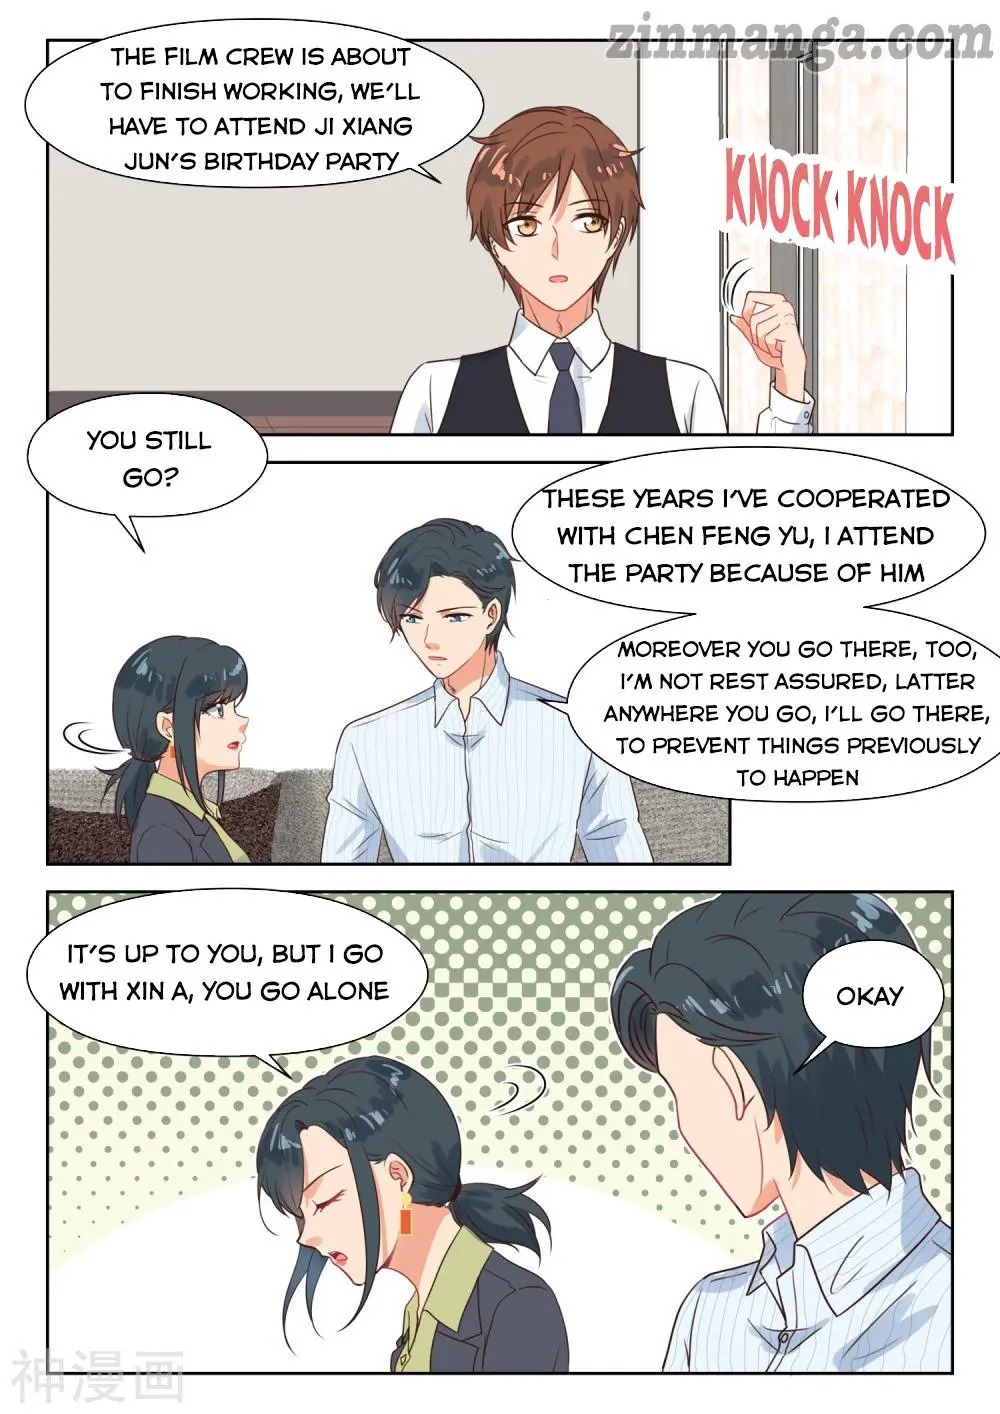 zinmanga.com
THE FILM CREW IS ABOUT
TO FINISH WORKING, WE'LL
HAVE TO ATTEND JI XIANG
JUN'S BIRTHDAY PARTY
KNOCK KNOCK
YOU STILL
GO?
THESE YEARS I'VE COOPERATED
WITH CHEN FENG YU, I ATTEND
THE PARTY BECAUSE OF HIM
MOREOVER YOU GO THERE, TOO,
I'M NOT REST ASSURED, LATTER
ANYWHERE YOU GO, I'LL GO THERE,
TO PREVENT THINGS PREVIOUSLY
TO HAPPEN
IT'S UP TO YOU, BUT I GO
WITH XIN A, YOU GO ALONE
OKAY
神漫画